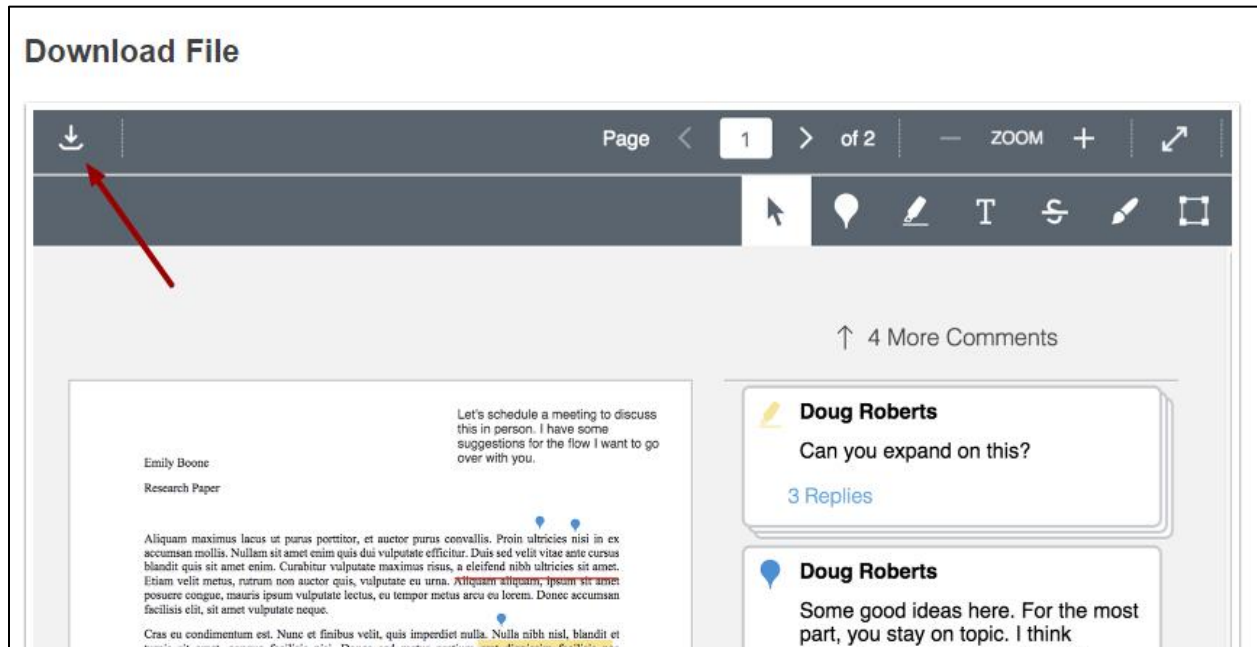 Download File
Page 1 of 2 ZOOM
T S
↑ 4 More Comments
Let's schedule a meeting to discuss
this in person. I have some
suggestions for the flow I want to go
over with you.
Emily Boone
Research Paper
Aliquam maximus lacus ut purus porttitor, et auctor purus convallis. Proin ultricies nisi in ex
accumsan mollis. Nullam sit amet enim quis dui vulputate efficitur. Duis sed velit vitae ante cursus
blandit quis sit amet enim. Curabitur vulputate maximus risus, a eleifend nibh ultricies sit amet.
Etiam velit metus, rutrum non auctor quis, vulputate eu urna. Aliquam aliquam, ipsum sit amet
posuere congue, mauris ipsum vulputate lectus, eu tempor metus arcu eu lorem. Donec accumsan
facilisis elit, sit amet vulputate neque.
Cras eu condimentum est. Nunc et finibus velit, quis imperdiet nulla. Nulla nibh nisl, blandit et
Doug Roberts
Can you expand on this?
3 Replies
Doug Roberts
Some good ideas here. For the most
part, you stay on topic. I think